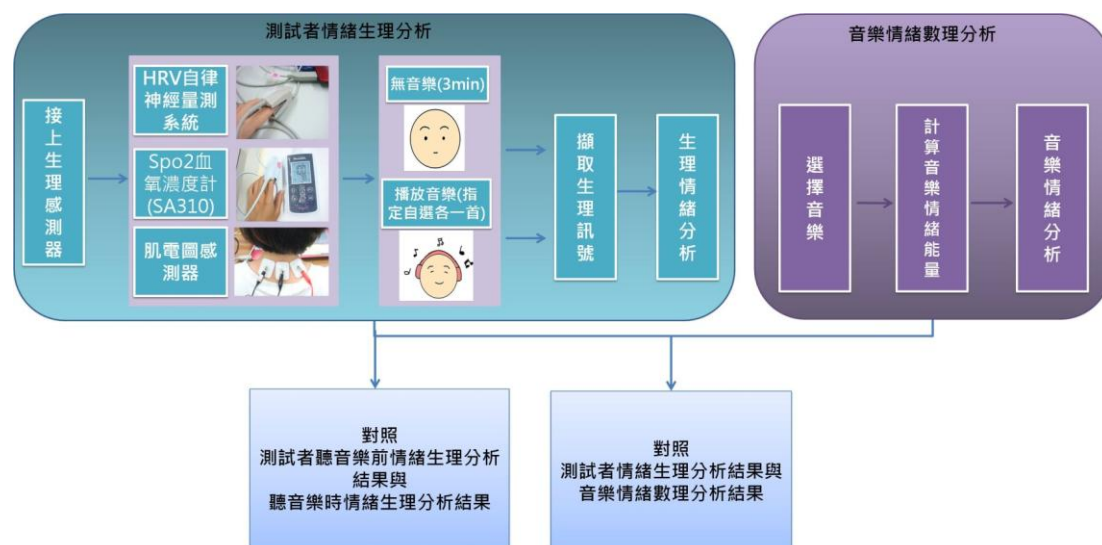 測試者情緒生理分析
接上生理感測器
HRV自律
神經量測
系統
Spo2血
氧濃度計
(SA310)
肌電圖感
測器
無音樂(3min)
播放音樂(指
定自選各一首)
擷取生理訊號
生理情緒分析
音樂情緒數理分析
選擇音樂
計算音樂情緒能量
音樂情緒分析
對照
測試者聽音樂前情緒生理分析
結果與
聽音樂時情緒生理分析結果
對照
測試者情緒生理分析結果與
音樂情緒數理分析結果